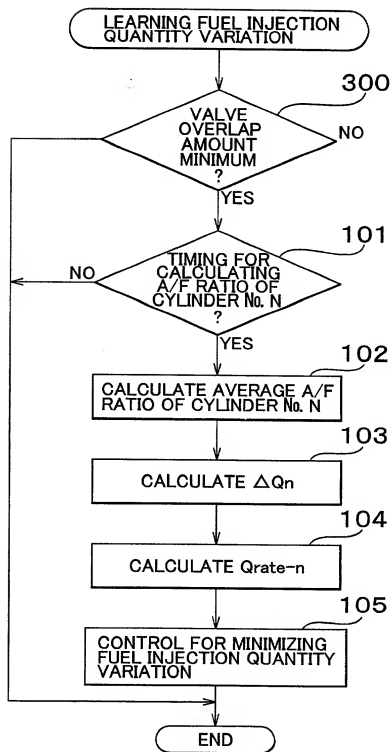 LEARNING FUEL INJECTION
QUANTITY VARIATION
300
VALVE
OVERLAP
AMOUNT
MINIMUM
?
NO
YES
101
NO
TIMING FOR
CALCULATING
A/F RATIO OF
CYLINDER No. N
?
YES
102
CALCULATE AVERAGE A/F
RATIO OF CYLINDER No. N
103
CALCULATE △Qn
104
CALCULATE Qrate-n
105
CONTROL FOR MINIMIZING
FUEL INJECTION QUANTITY
VARIATION
END